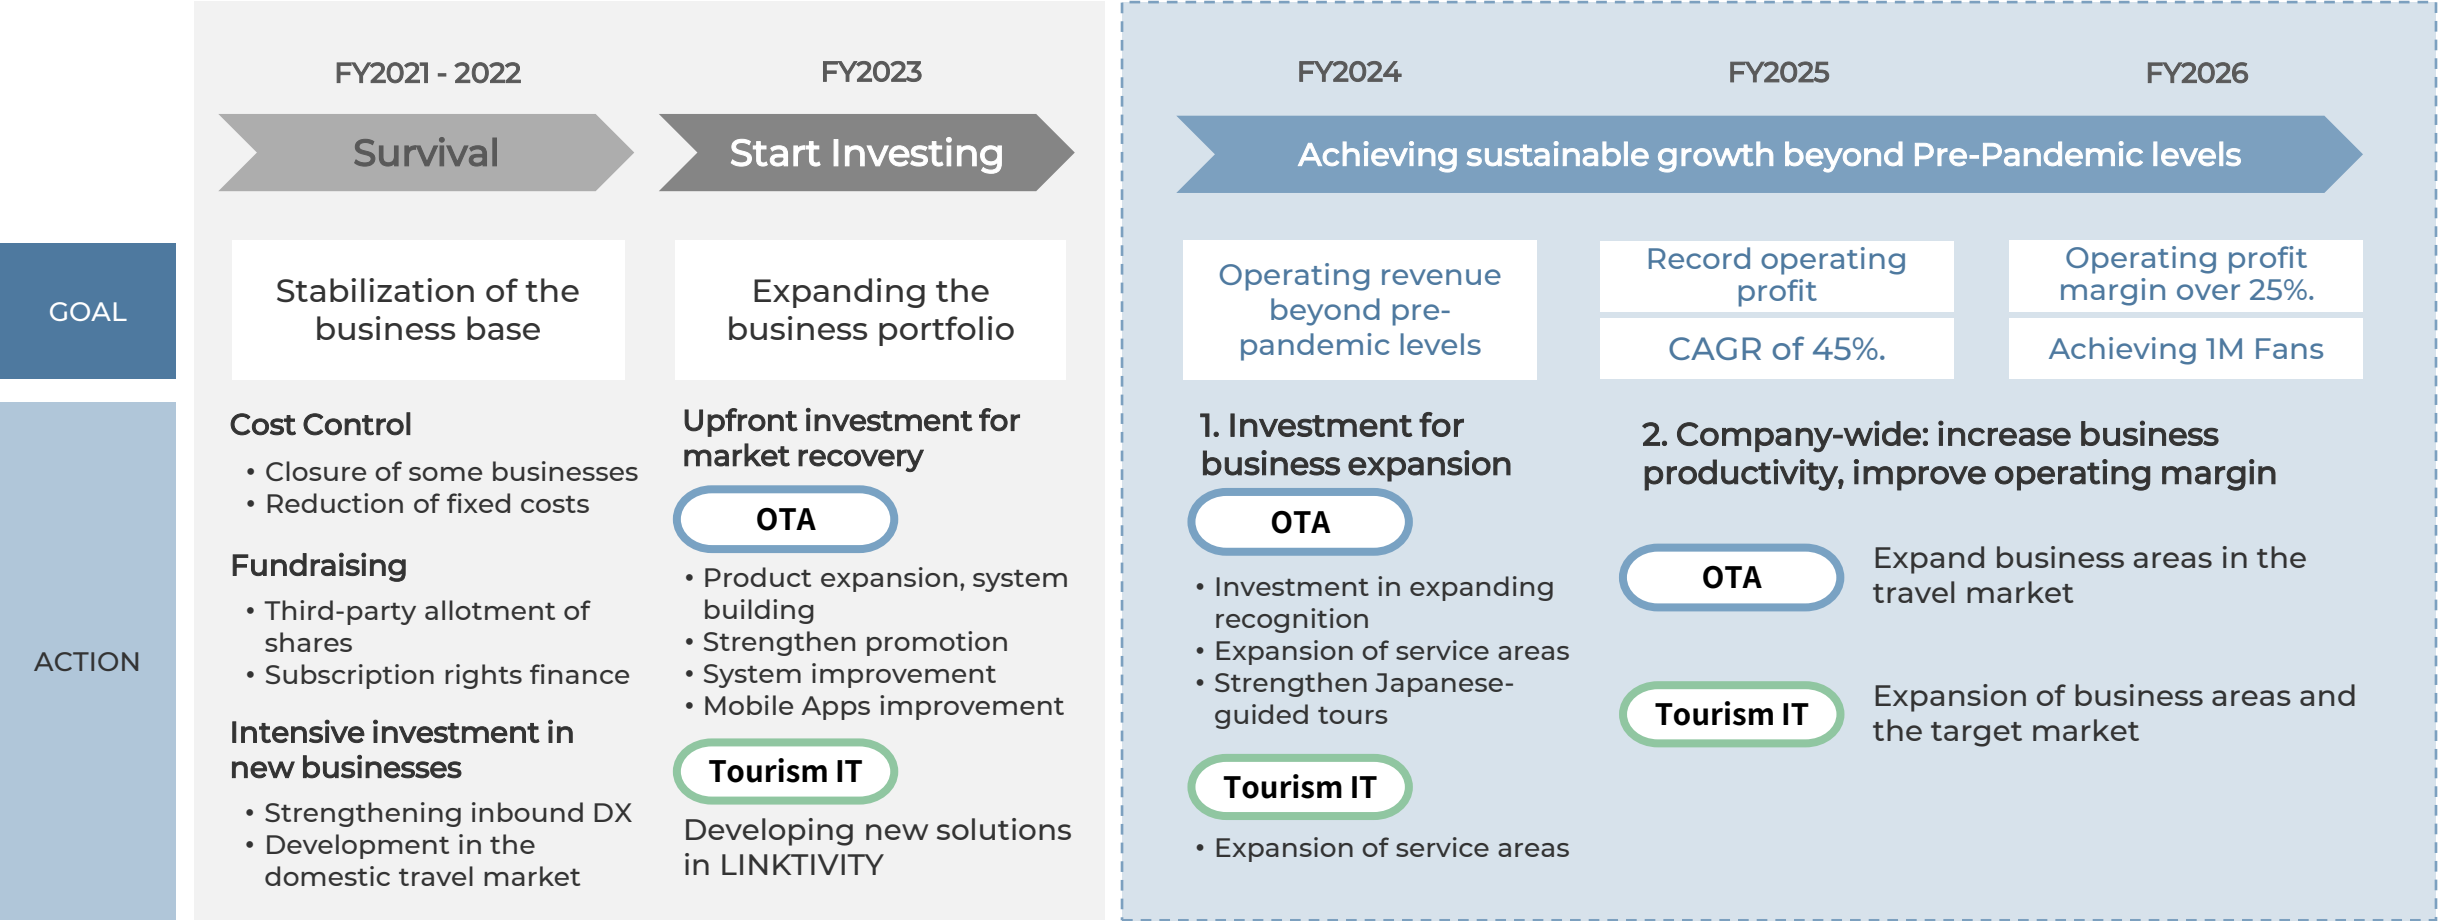 FY2021 - 2022
FY2023
FY2024
FY2025
FY2026
Survival
Start Investing
Achieving sustainable growth beyond Pre-Pandemic levels
GOAL
Stabilization of the
business base
Expanding the
business portfolio
Operating revenue
beyond pre-
pandemic levels
Record operating
profit
CAGR of 45%.
Operating profit
margin over 25%.
Achieving 1M Fans
ACTION
Cost Control
• Closure of some businesses
• Reduction of fixed costs
Fundraising
• Third-party allotment of
shares
• Subscription rights finance
Intensive investment in
new businesses
• Strengthening inbound DX
• Development in the
domestic travel market
Upfront investment for
market recovery
OTA
• Product expansion, system
building
• Strengthen promotion
• System improvement
• Mobile Apps improvement
Tourism IT
Developing new solutions
in LINKTIVITY
1. Investment for
business expansion
OTA
• Investment in expanding
recognition
• Expansion of service areas
• Strengthen Japanese-
guided tours
Tourism IT
• Expansion of service areas
2. Company-wide: increase business
productivity, improve operating margin
OTA
Expand business areas in the
travel market
Tourism IT
Expansion of business areas and
the target market